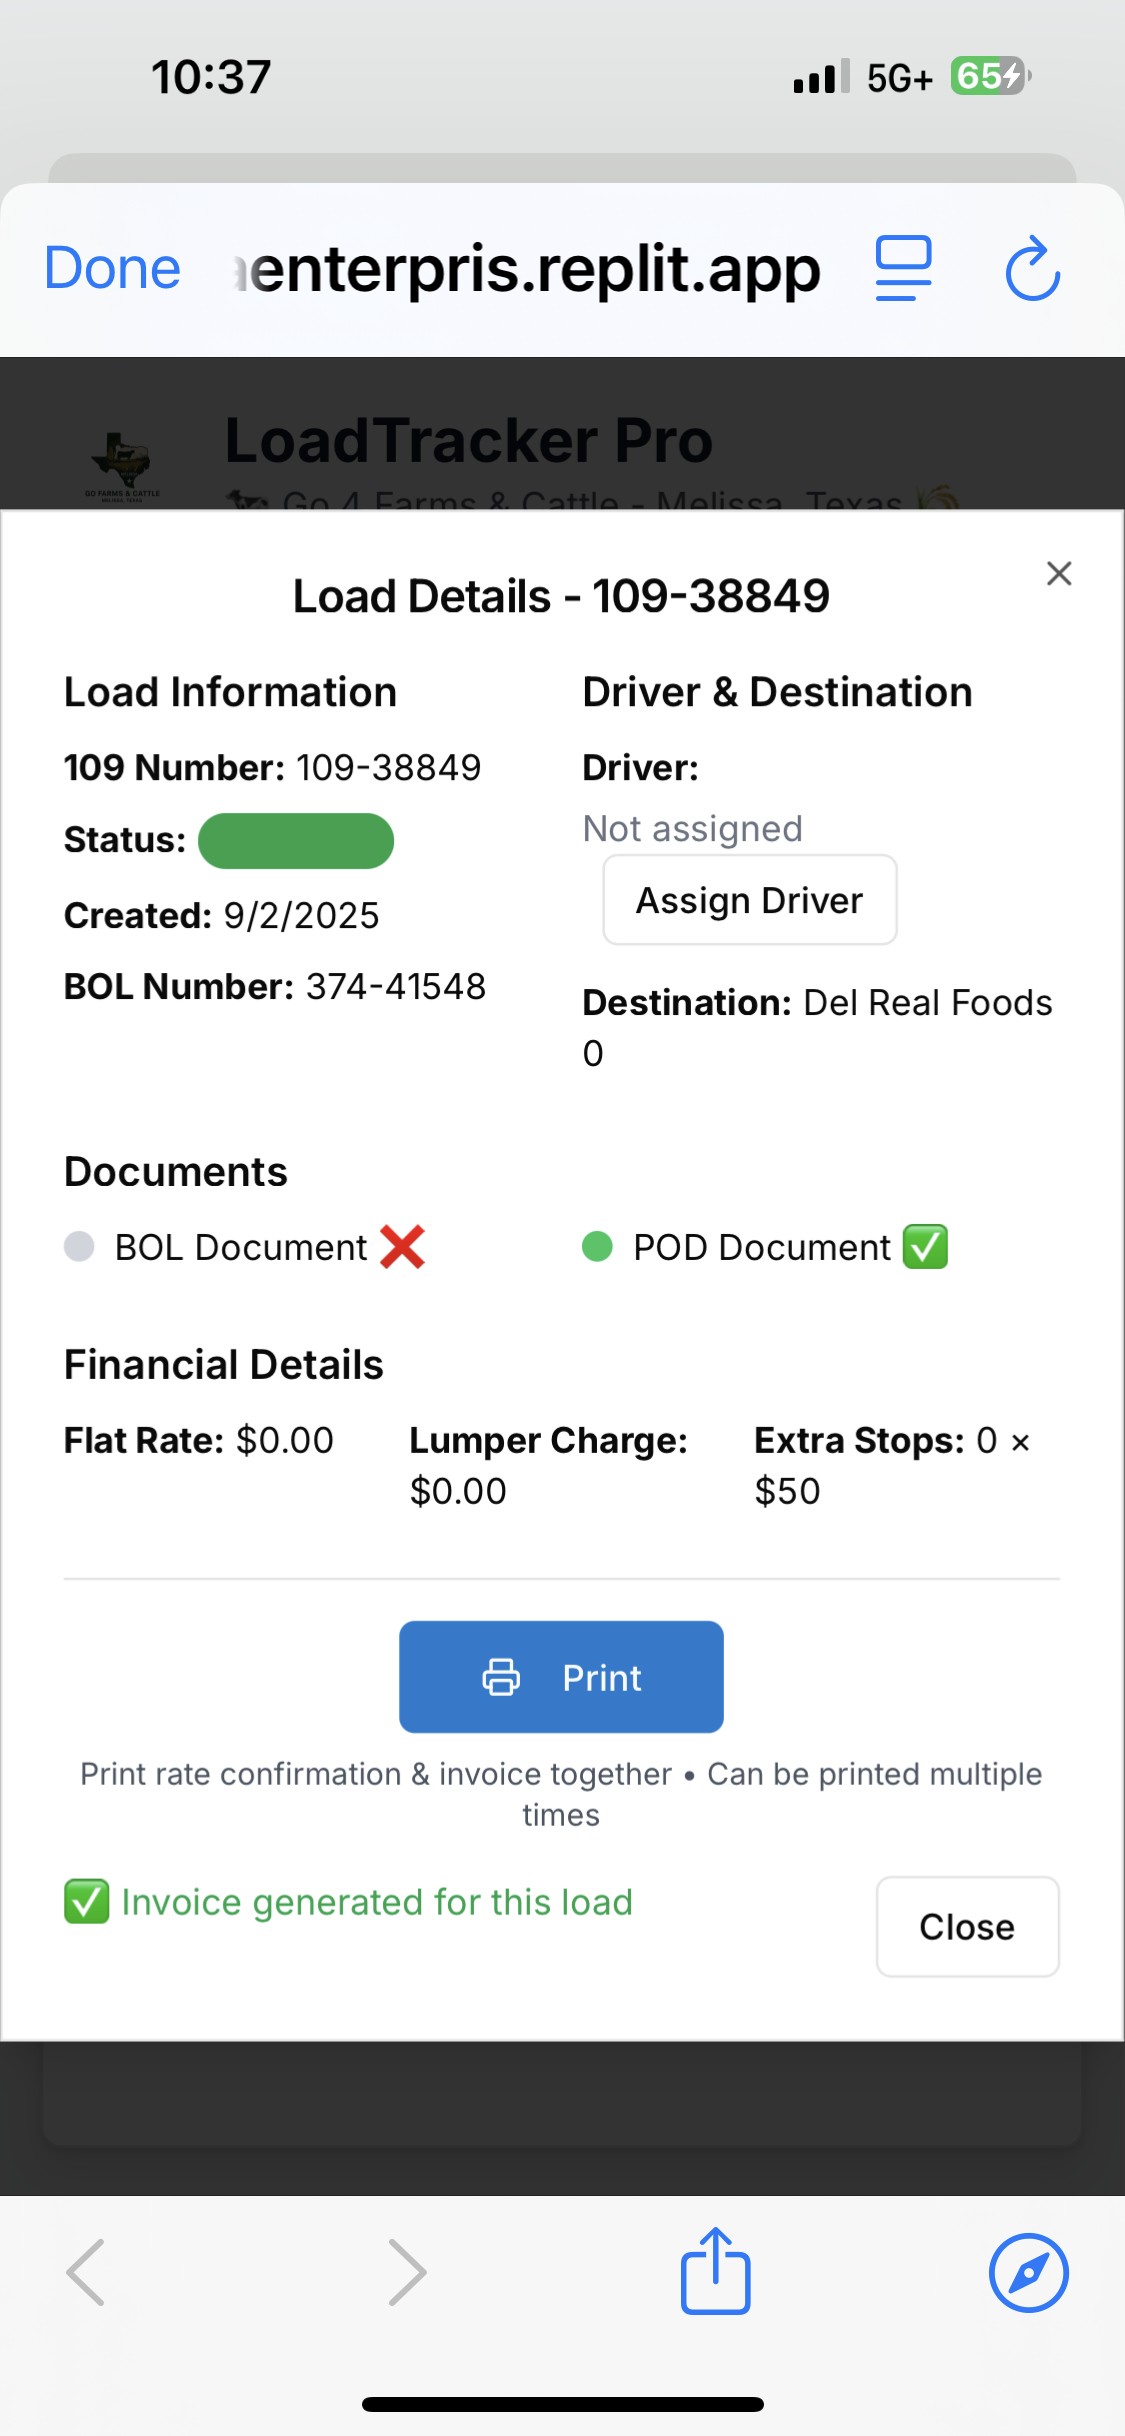 10:37
5G+ 65
Done enterpris.replit.app
LoadTracker Pro
GO FARMS & CATTLE
MELISSA, TEXAS
Go 4 Farms & Cattle - Melissa, Texas
Load Details - 109-38849
Load Information
109 Number: 109-38849
Status:
Created: 9/2/2025
BOL Number: 374-41548
Driver & Destination
Driver:
Not assigned
Assign Driver
Destination: Del Real Foods
0
Documents
BOL Document ❌
POD Document ✅
Financial Details
Flat Rate: $0.00
Lumper Charge:
$0.00
Extra Stops: 0 ×
$50
Print
Print rate confirmation & invoice together • Can be printed multiple
times
✅ Invoice generated for this load
Close